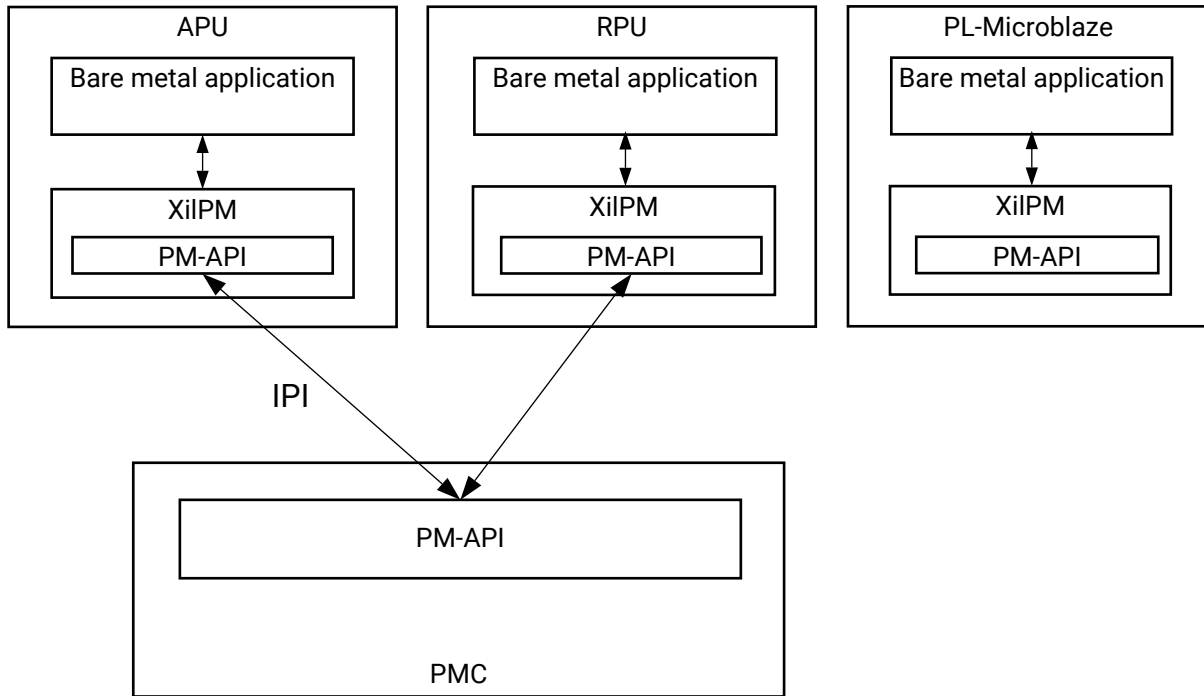 APU
RPU
PL-Microblaze
Bare metal application
Bare metal application
Bare metal application
XilPM
XilPM
XilPM
PM-API
PM-API
PM-API
IPI
PM-API
PMC